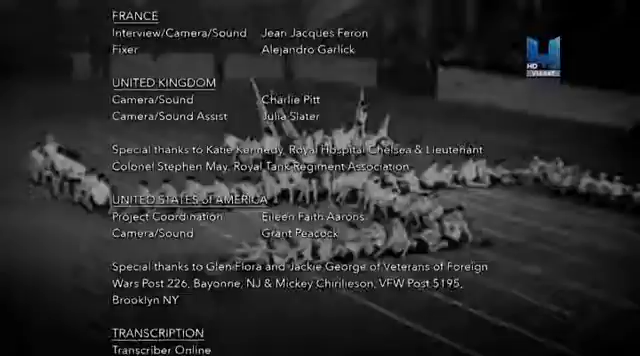 FRANCE
Interview/Camera/Sound Jean Jacques Feron
Fixer Alejandro Garlick
UNITED KINGDOM
Camera/Sound Charlie Pitt
Camera/Sound Assist Julia Slater
Special thanks to Katie Kennedy, Royal Hospital Chelsea & Lieutenant
Colonel Stephen May, Royal Tank Regiment Association
UNITED STATES of AMERICA
Project Coordination Eileen Faith Aarons
Camera/Sound Grant Peacock
Special thanks to Glen Flora and Jackie George of Veterans of Foreign
Wars Post 226, Bayonne, NJ & Mickey Chirilieson, VFW Post 5195,
Brooklyn NY
TRANSCRIPTION
Transcriber Online
HD
VIASAT